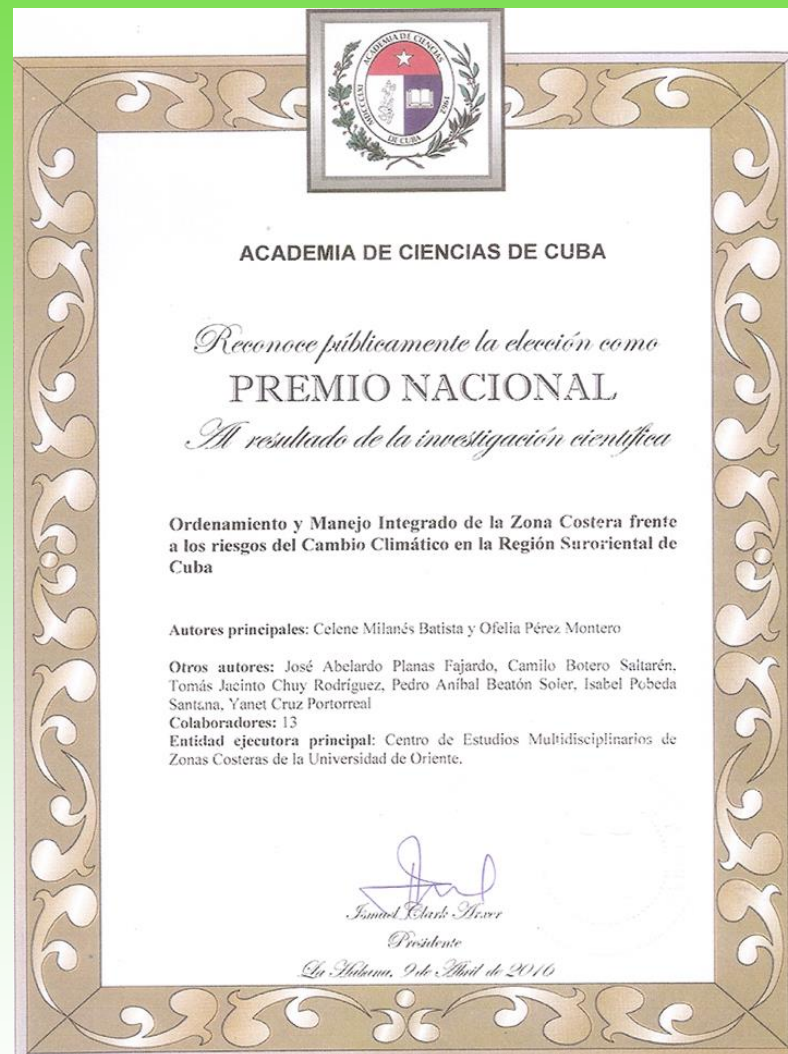 ACADEMIA DE CIENCIAS
DE CUBA
ACADEMIA DE CIENCIAS DE CUBA
Reconoce públicamente la elección como
PREMIO NACIONAL
Al resultado de la investigación científica
Ordenamiento y Manejo Integrado de la Zona Costera frente
a los riesgos del Cambio Climático en la Región Suroriental de
Cuba
Autores principales: Celene Milanés Batista y Ofelia Pérez Montero
Otros autores: José Abelardo Planas Fajardo, Camilo Botero Saltarén,
Tomás Jacinto Chuy Rodríguez, Pedro Aníbal Beatón Soler, Isabel Pobeda
Santana, Yanet Cruz Portorreal
Colaboradores: 13
Entidad ejecutora principal: Centro de Estudios Multidisciplinarios de
Zonas Costeras de la Universidad de Oriente.
Ismael Clark Arxer
Presidente
La Habana, 9 de Abril de 2016